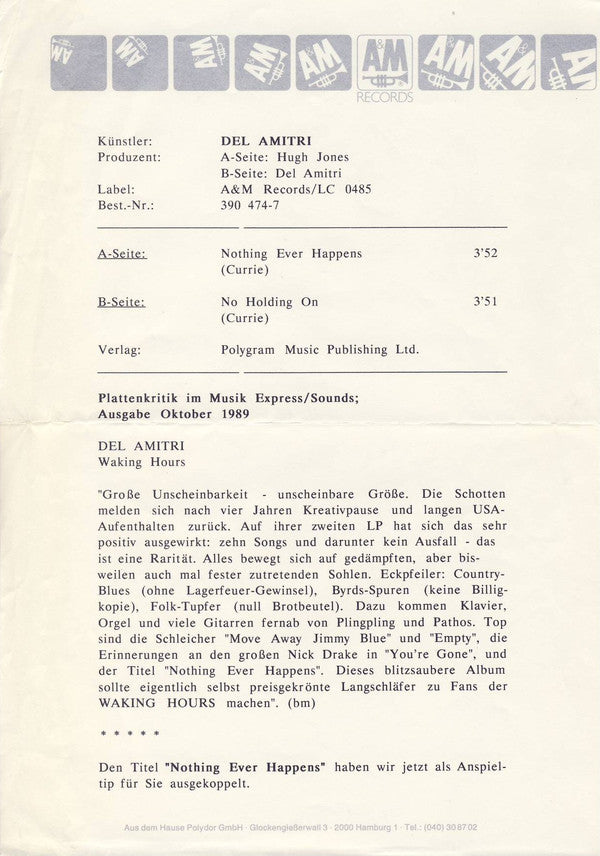 A&M A&M A&M A&M A&M A&M A&M A&M A&M
RECORDS
Künstler: DEL AMITRI
Produzent: A-Seite: Hugh Jones
B-Seite: Del Amitri
Label: A&M Records/LC 0485
Best.-Nr.: 390 474-7
A-Seite: Nothing Ever Happens 3'52
(Currie)
B-Seite: No Holding On 3'51
(Currie)
Verlag: Polygram Music Publishing Ltd.
Plattenkritik im Musik Express/Sounds;
Ausgabe Oktober 1989
DEL AMITRI
Waking Hours
"Große Unscheinbarkeit - unscheinbare Größe. Die Schotten
melden sich nach vier Jahren Kreativpause und langen USA-
Aufenthalten zurück. Auf ihrer zweiten LP hat sich das sehr
positiv ausgewirkt: zehn Songs und darunter kein Ausfall - das
ist eine Rarität. Alles bewegt sich auf gedämpften, aber bis-
weilen auch mal fester zutretenden Sohlen. Eckpfeiler: Country-
Blues (ohne Lagerfeuer-Gewinsel), Byrds-Spuren (keine Billig-
kopie), Folk-Tupfer (null Brotbeutel). Dazu kommen Klavier,
Orgel und viele Gitarren fernab von Plingpling und Pathos. Top
sind die Schleicher "Move Away Jimmy Blue" und "Empty", die
Erinnerungen an den großen Nick Drake in "You're Gone", und
der Titel "Nothing Ever Happens". Dieses blitzsaubere Album
sollte eigentlich selbst preisgekrönte Langschläfer zu Fans der
WAKING HOURS machen". (bm)
* * * * *
Den Titel "Nothing Ever Happens" haben wir jetzt als Anspiel-
tip für Sie ausgekoppelt.
Aus dem Hause Polydor GmbH · Glockengießerwall 3 · 2000 Hamburg 1 · Tel.: (040) 30 87 02